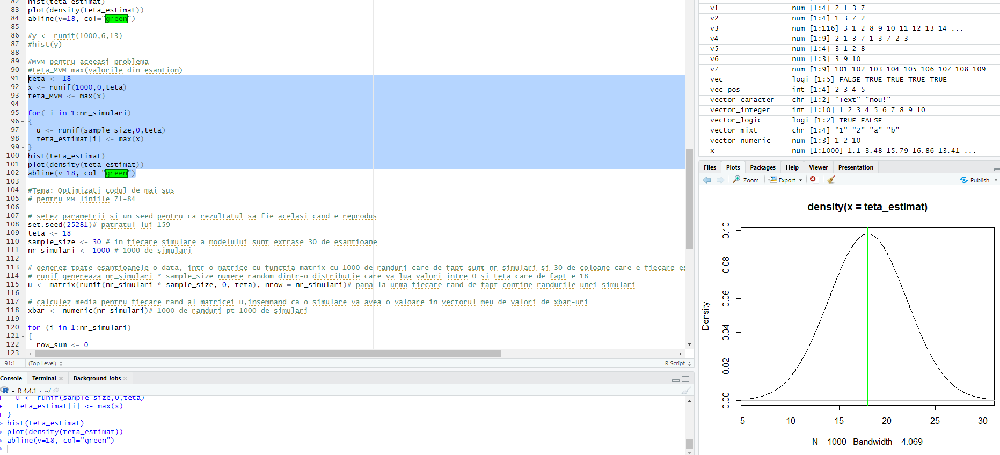 82 hist(teta_estimat)
83 plot(density(teta_estimat))
84 abline(v=18, col="green")
85
86 #y <- runif(1000,6,13)
87 #hist(y)
88
89 #MVM pentru aceeasi problema
90 #teta_MVM=max(valorile din esantion)
91 teta <- 18
92 x <- runif(1000,0,teta)
93 teta_MVM <- max(x)
94
95 for( i in 1:nr_simulari)
96 {
97 u <- runif(sample_size,0,teta)
98 teta_estimat[i] <- max(x)
99 }
100 hist(teta_estimat)
101 plot(density(teta_estimat))
102 abline(v=18, col="green")
103
104 #Tema: Optimizati codul de mai sus
105 # pentru MM liniile 71-84
106
107 # setez parametrii si un seed pentru ca rezultatul sa fie acelasi cand e reprodus
108 set.seed(25281)# patratul lui 159
109 teta <- 18
110 sample_size <- 30 # in fiecare simulare a modelului sunt extrase 30 de esantioane
111 nr_simulari <- 1000 # 1000 de simulari
112
113 # generez toate esantioanele o data, intr-o matrice cu functia matrix cu 1000 de randuri care de fapt sunt nr_simulari si 30 de coloane care e fiecare es
114 # runif genereaza nr_simulari * sample_size numere random dintr-o distributie care va lua valori intre 0 si teta care de fapt e 18
115 u <- matrix(runif(nr_simulari * sample_size, 0, teta), nrow = nr_simulari)# pana la urma fiecare rand de fapt contine randurile unei simulari
116
117 # calculez media pentru fiecare rand al matricei u,insemnand ca o simulare va avea o valoare in vectorul meu de valori de xbar-uri
118 xbar <- numeric(nr_simulari)# 1000 de randuri pt 1000 de simulari
119
120 for (i in 1:nr_simulari)
121 {
122 row_sum <- 0
123
91:1 (Top Level) R Script
Console Terminal Background Jobs
R 4.4.1 · ~/
+ u <- runif(sample_size,0,teta)
+ teta_estimat[i] <- max(x)
+ }
> hist(teta_estimat)
> plot(density(teta_estimat))
> abline(v=18, col="green")
>
v1 num [1:4] 2 1 3 7
v2 num [1:4] 1 3 7 2
v3 num [1:116] 3 1 2 8 9 10 11 12 13 14 ...
v4 num [1:9] 2 1 3 7 1 3 7 2 3
v5 num [1:4] 3 1 2 8
v6 num [1:3] 3 9 10
v7 num [1:9] 101 102 103 104 105 106 107 108 109
vec logi [1:5] FALSE TRUE TRUE TRUE TRUE
vec_pos int [1:4] 2 3 4 5
vector_caracter chr [1:2] "Text" "nou!"
vector_integer int [1:10] 1 2 3 4 5 6 7 8 9 10
vector_logic logi [1:2] TRUE FALSE
vector_mixt chr [1:4] "1" "2" "a" "b"
vector_numeric num [1:3] 1 2 10
x num [1:1000] 1.1 3.48 15.79 16.86 13.41 ...
Files Plots Packages Help Viewer Presentation
Zoom Export Publish
density(x = teta_estimat)
Density
0.10
0.08
0.06
0.04
0.02
0.00
5 10 15 20 25 30
N = 1000 Bandwidth = 4.069